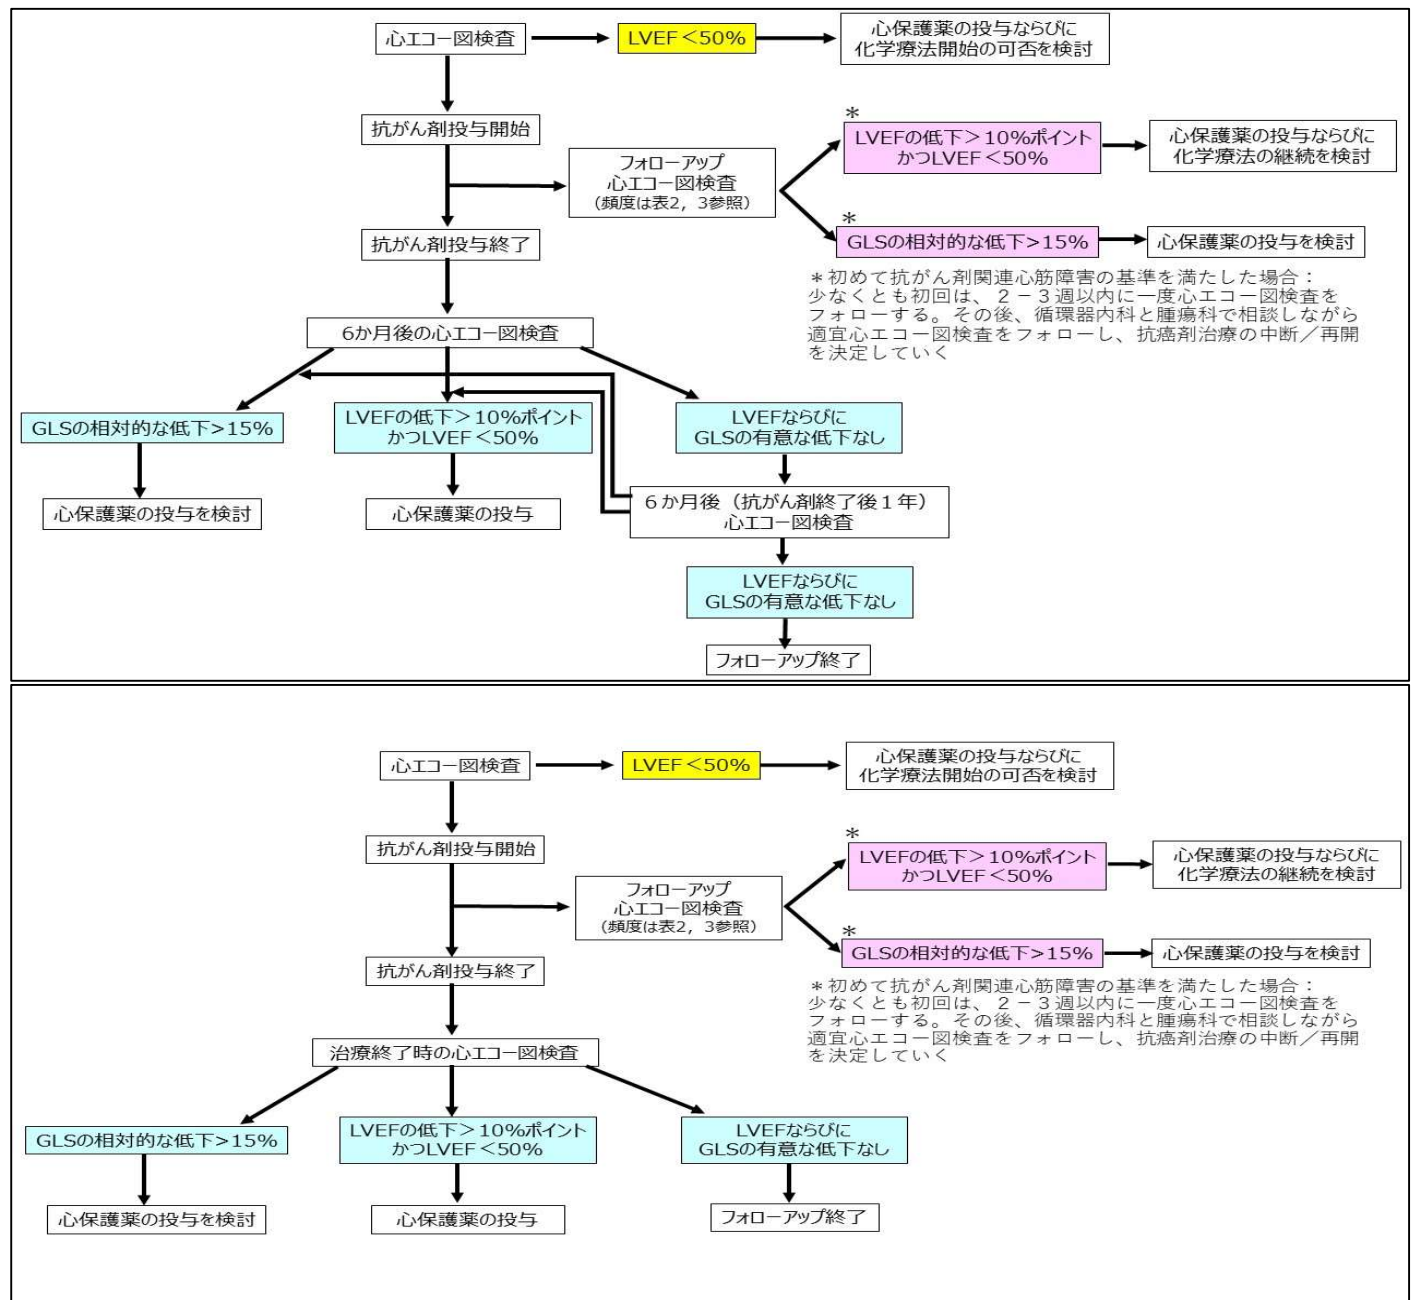 心エコー図検査
LVEF＜50%
心保護薬の投与ならびに
化学療法開始の可否を検討
抗がん剤投与開始
フォローアップ
心エコー図検査
（頻度は表2，3参照）
＊
LVEFの低下＞10%ポイント
かつLVEF＜50%
心保護薬の投与ならびに
化学療法の継続を検討
＊
GLSの相対的な低下>15%
心保護薬の投与を検討
抗がん剤投与終了
＊初めて抗がん剤関連心筋障害の基準を満たした場合：
少なくとも初回は、２－３週以内に一度心エコー図検査を
フォローする。その後、循環器内科と腫瘍科で相談しながら
適宜心エコー図検査をフォローし、抗癌剤治療の中断／再開
を決定していく
6か月後の心エコー図検査
GLSの相対的な低下>15%
LVEFの低下＞10%ポイント
かつLVEF＜50%
LVEFならびに
GLSの有意な低下なし
心保護薬の投与を検討
心保護薬の投与
６か月後（抗がん剤終了後１年）
心エコー図検査
LVEFならびに
GLSの有意な低下なし
フォローアップ終了
心エコー図検査
LVEF＜50%
心保護薬の投与ならびに
化学療法開始の可否を検討
抗がん剤投与開始
フォローアップ
心エコー図検査
（頻度は表2，3参照）
＊
LVEFの低下＞10%ポイント
かつLVEF＜50%
心保護薬の投与ならびに
化学療法の継続を検討
＊
GLSの相対的な低下>15%
心保護薬の投与を検討
抗がん剤投与終了
＊初めて抗がん剤関連心筋障害の基準を満たした場合：
少なくとも初回は、２－３週以内に一度心エコー図検査を
フォローする。その後、循環器内科と腫瘍科で相談しながら
適宜心エコー図検査をフォローし、抗癌剤治療の中断／再開
を決定していく
治療終了時の心エコー図検査
GLSの相対的な低下>15%
LVEFの低下＞10%ポイント
かつLVEF＜50%
LVEFならびに
GLSの有意な低下なし
心保護薬の投与を検討
心保護薬の投与
フォローアップ終了